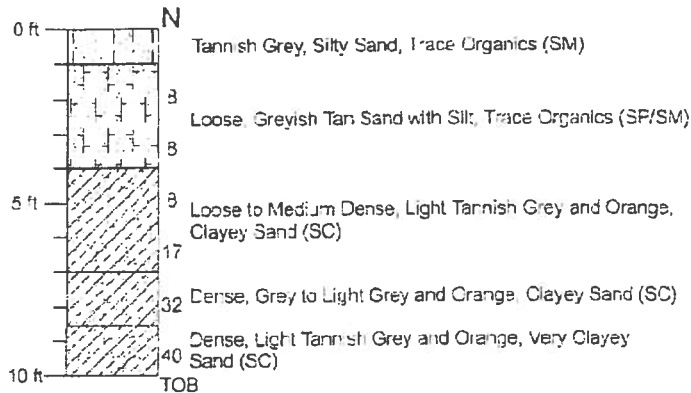 N
0 ft
Tannish Grey, Silty Sand, Trace Organics (SM)
8
Loose, Greyish Tan Sand with Silt, Trace Organics (SP/SM)
8
5 ft
8
Loose to Medium Dense, Light Tannish Grey and Orange,
Clayey Sand (SC)
17
32
Dense, Grey to Light Grey and Orange, Clayey Sand (SC)
Dense, Light Tannish Grey and Orange, Very Clayey
40
Sand (SC)
10 ft
TOB